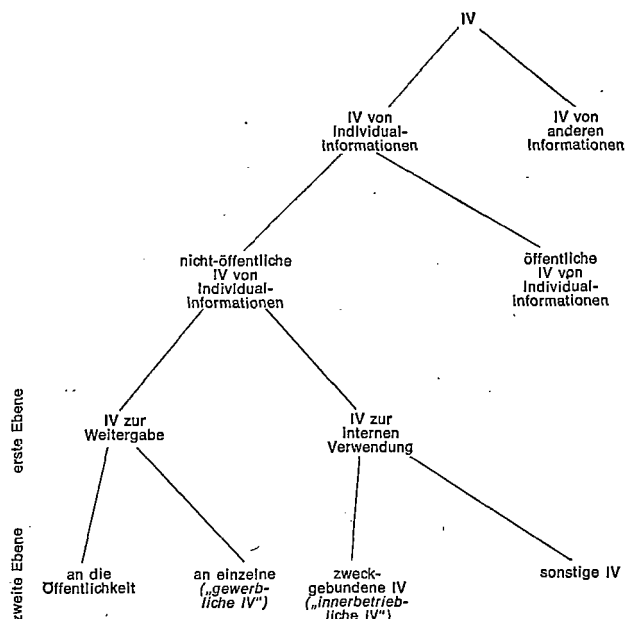 IV
IV von
Individual-
Informationen
IV von
anderen
Informationen
nicht-öffentliche
IV von
Individual-
Informationen
öffentliche
IV von
Individual-
Informationen
erste Ebene
IV zur
Weitergabe
IV zur
internen
Verwendung
zweite Ebene
an die
Öffentlichkeit
an einzelne
(„gewerb-
liche IV")
zweck-
gebundene IV
(„innerbetrieb-
liche IV")
sonstige IV